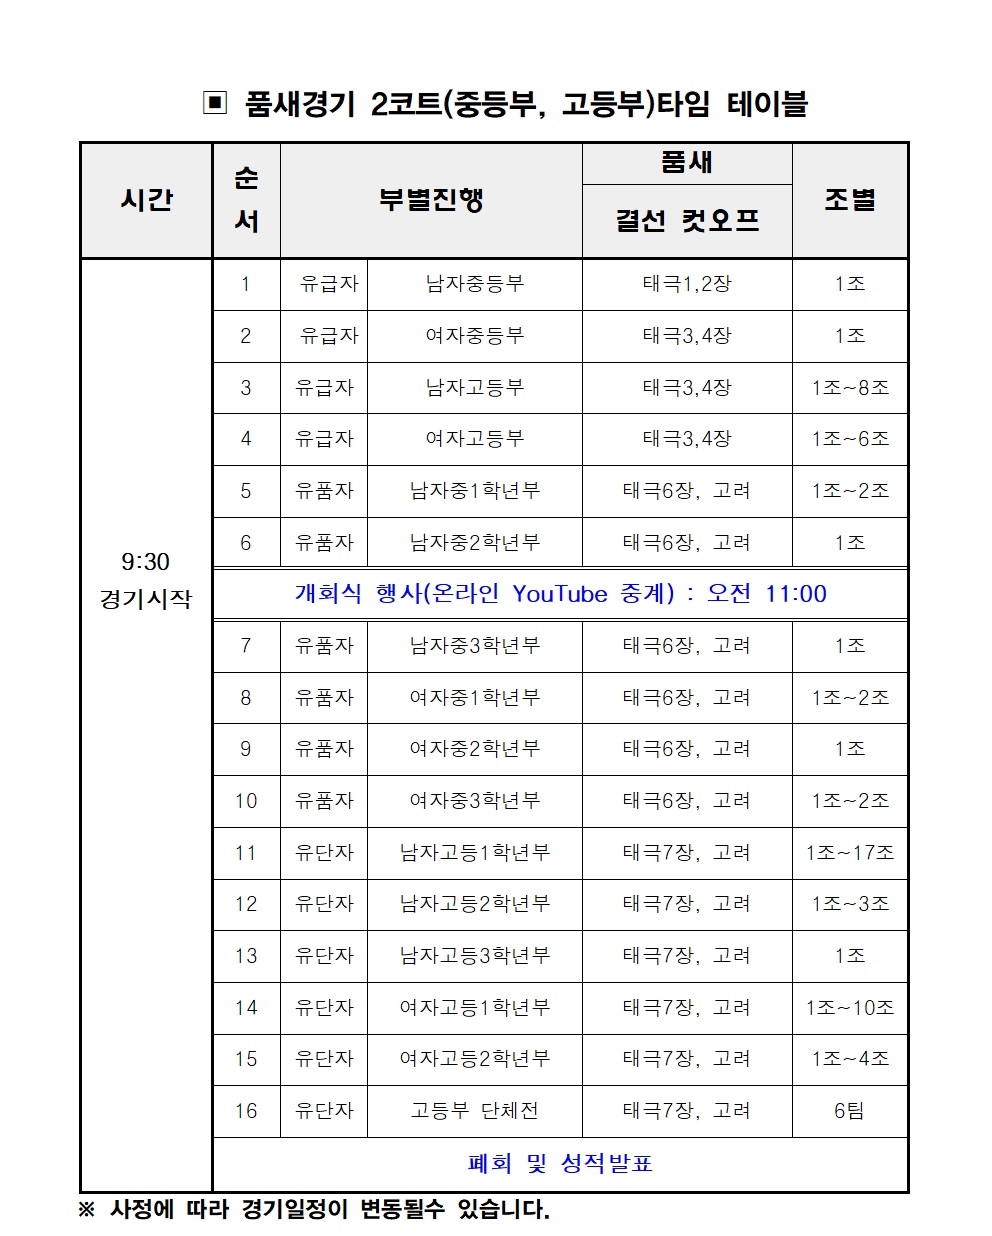 ▣ 품새경기 2코트(중등부, 고등부)타임 테이블
시간 순서 부별진행 품새 결선 컷오프 조별
9:30 경기시작
1 유급자 남자중등부 태극1,2장 1조
2 유급자 여자중등부 태극3,4장 1조
3 유급자 남자고등부 태극3,4장 1조~8조
4 유급자 여자고등부 태극3,4장 1조~6조
5 유품자 남자중1학년부 태극6장, 고려 1조~2조
6 유품자 남자중2학년부 태극6장, 고려 1조
개회식 행사(온라인 YouTube 중계) : 오전 11:00
7 유품자 남자중3학년부 태극6장, 고려 1조
8 유품자 여자중1학년부 태극6장, 고려 1조~2조
9 유품자 여자중2학년부 태극6장, 고려 1조
10 유품자 여자중3학년부 태극6장, 고려 1조~2조
11 유단자 남자고등1학년부 태극7장, 고려 1조~17조
12 유단자 남자고등2학년부 태극7장, 고려 1조~3조
13 유단자 남자고등3학년부 태극7장, 고려 1조
14 유단자 여자고등1학년부 태극7장, 고려 1조~10조
15 유단자 여자고등2학년부 태극7장, 고려 1조~4조
16 유단자 고등부 단체전 태극7장, 고려 6팀
폐회 및 성적발표
※ 사정에 따라 경기일정이 변동될수 있습니다.